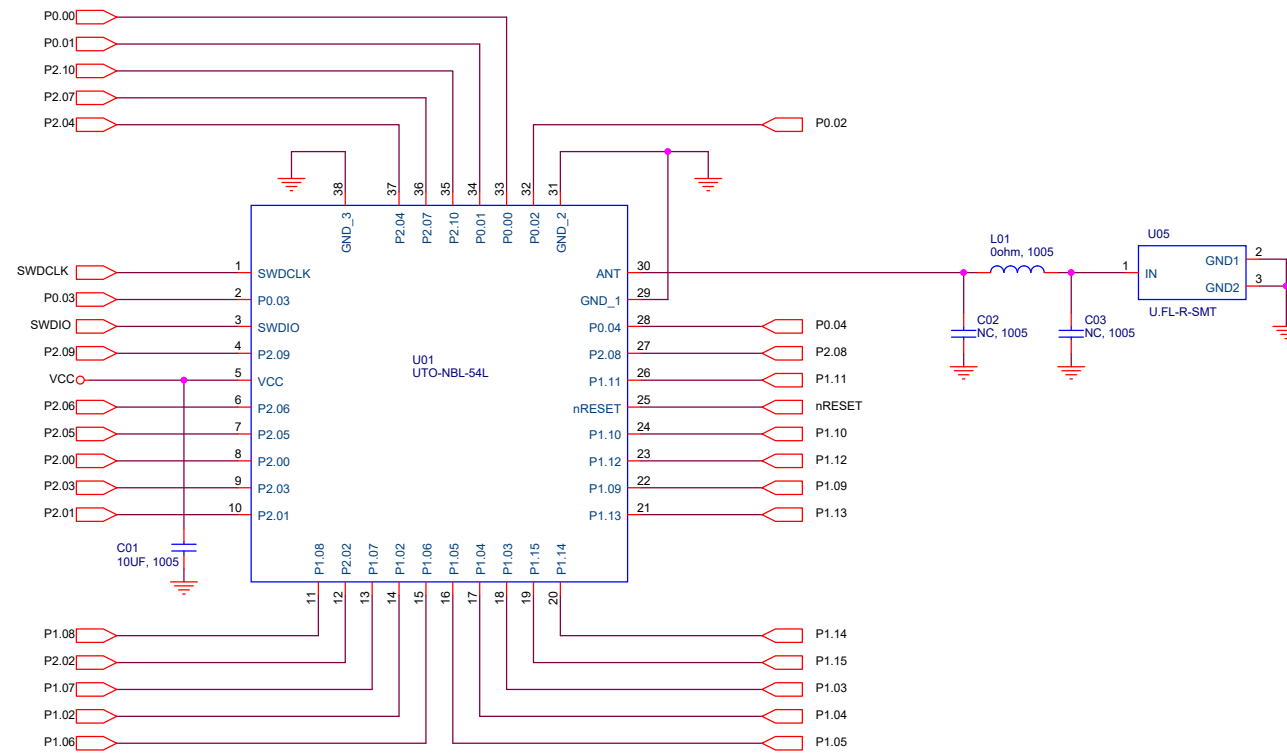 P0.00
P0.01
P2.10
P2.07
P2.04
P0.02
38
37
36
35
34
33
32
31
GND_3
P2.04
P2.07
P2.10
P0.01
P0.00
P0.02
GND_2
SWDCLK
1
SWDCLK
P0.03
2
P0.03
SWDIO
3
SWDIO
P2.09
4
P2.09
VCC
5
VCC
P2.06
6
P2.06
P2.05
7
P2.05
P2.00
8
P2.00
P2.03
9
P2.03
P2.01
10
P2.01
U01
UTO-NBL-54L
ANT
30
GND_1
29
P0.04
28
P0.04
P2.08
27
P2.08
P1.11
26
P1.11
nRESET
25
nRESET
P1.10
24
P1.10
P1.12
23
P1.12
P1.09
22
P1.09
P1.13
21
P1.13
L01
0ohm, 1005
C02
NC, 1005
C03
NC, 1005
U05
1
IN
GND1
2
GND2
3
U.FL-R-SMT
C01
10UF, 1005
P1.08
P2.02
P1.07
P1.02
P1.06
P1.05
P1.04
P1.03
P1.15
P1.14
11
12
13
14
15
16
17
18
19
20
P1.08
P2.02
P1.07
P1.02
P1.06
P1.14
P1.15
P1.03
P1.04
P1.05